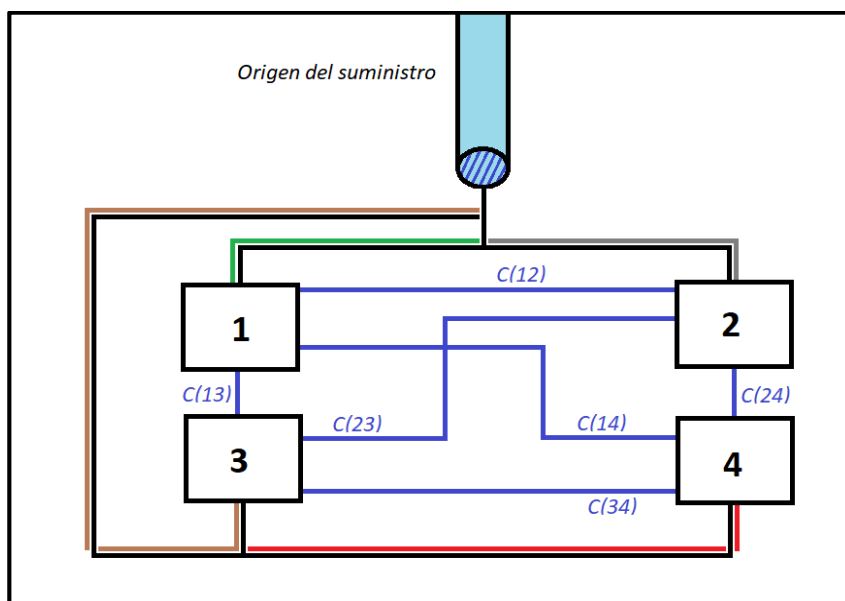 Origen del suministro
C(12)
1
2
C(13)
C(24)
C(23)
C(14)
3
4
C(34)